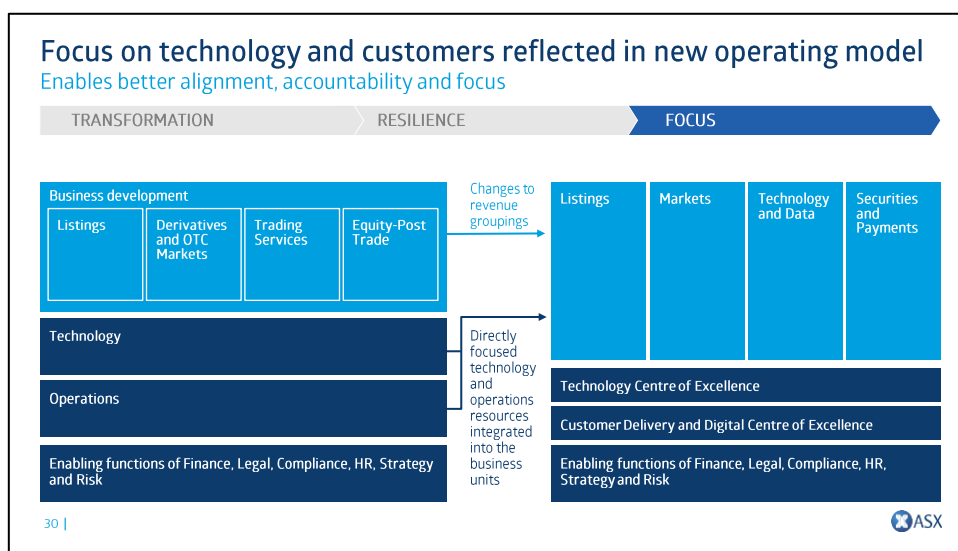 Focus on technology and customers reflected in new operating model
Enables better alignment, accountability and focus
TRANSFORMATION
RESILIENCE
FOCUS
Business development
Listings
Derivatives
and OTC
Markets
Trading
Services
Equity-Post
Trade
Technology
Operations
Enabling functions of Finance, Legal, Compliance, HR, Strategy
and Risk
Changes to
revenue
groupings
Directly
focused
technology
and
operations
resources
integrated
into the
business
units
Listings
Markets
Technology
and Data
Securities
and
Payments
Technology Centre of Excellence
Customer Delivery and Digital Centre of Excellence
Enabling functions of Finance, Legal, Compliance, HR,
Strategy and Risk
30 |
ASX